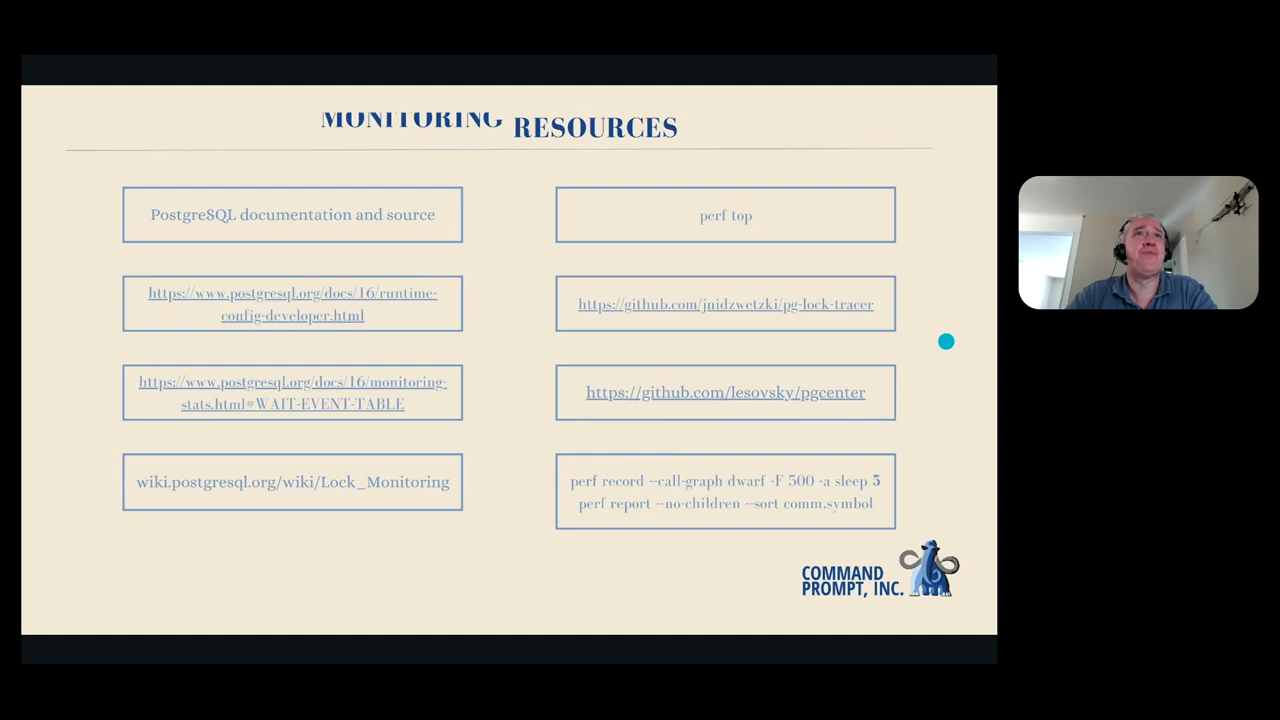 MONITORING RESOURCES
PostgreSQL documentation and source
https://www.postgresql.org/docs/16/runtime-
config-developer.html
https://www.postgresql.org/docs/16/monitoring-
stats.html#WAIT-EVENT-TABLE
wiki.postgresql.org/wiki/Lock_Monitoring
perf top
https://github.com/jnidzwetzki/pg-lock-tracer
https://github.com/lesovsky/pgcenter
perf record --call-graph dwarf -F 500 -a sleep 5
perf report --no-children --sort comm,symbol
COMMAND
PROMPT, INC.